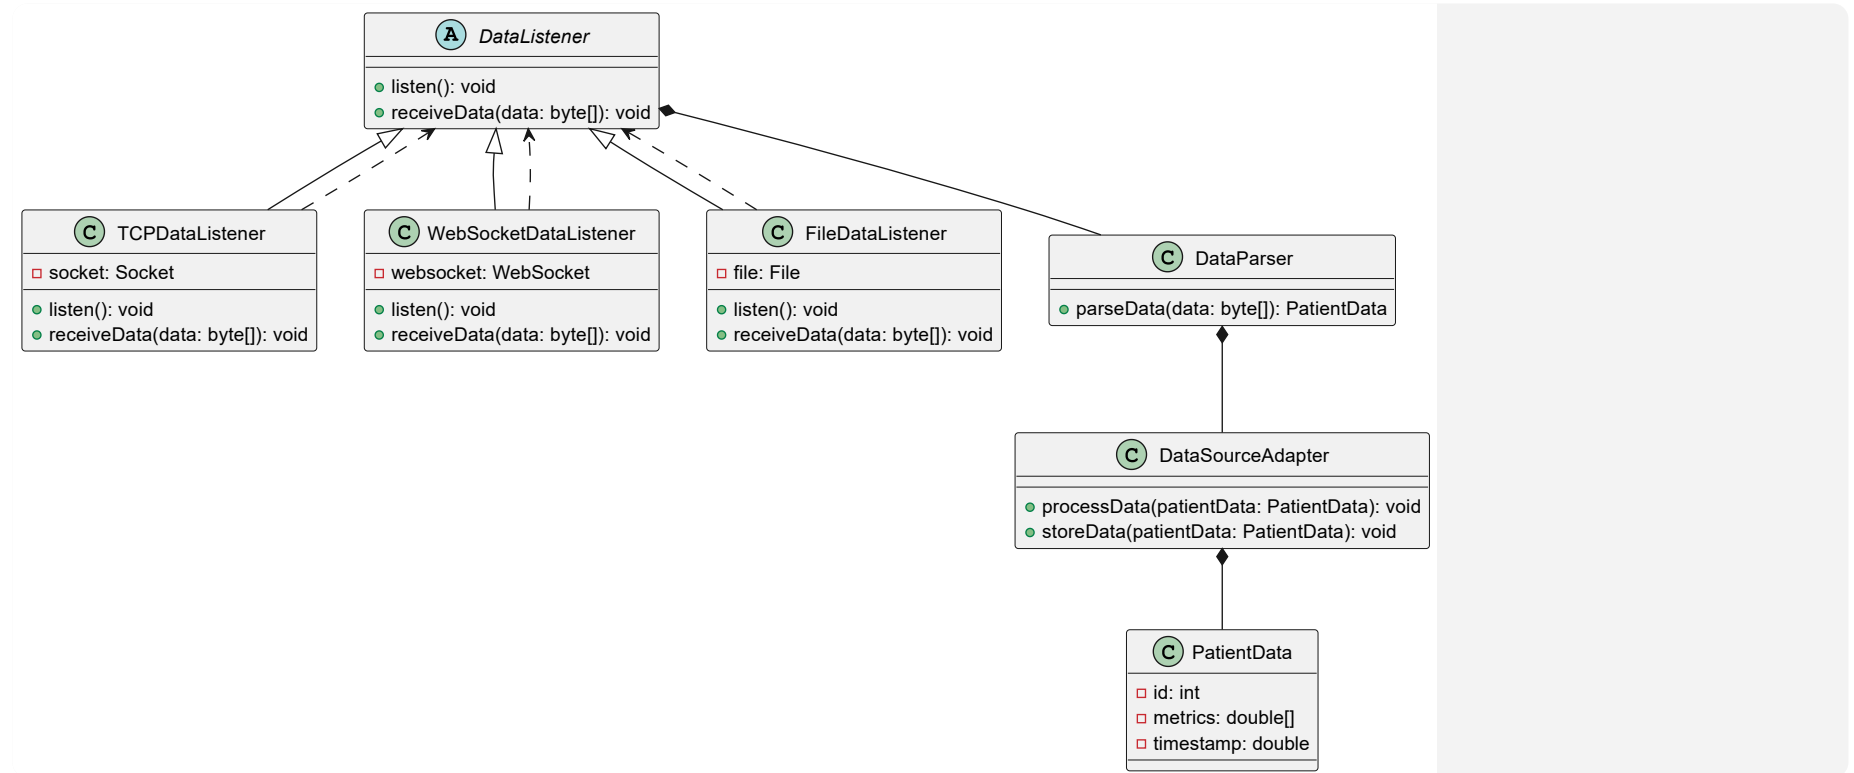 A DataListener
listen(): void
receiveData(data: byte[]): void
C TCPDataListener
socket: Socket
listen(): void
receiveData(data: byte[]): void
C WebSocketDataListener
websocket: WebSocket
listen(): void
receiveData(data: byte[]): void
C FileDataListener
file: File
listen(): void
receiveData(data: byte[]): void
C DataParser
parseData(data: byte[]): PatientData
C DataSourceAdapter
processData(patientData: PatientData): void
storeData(patientData: PatientData): void
C PatientData
id: int
metrics: double[]
timestamp: double